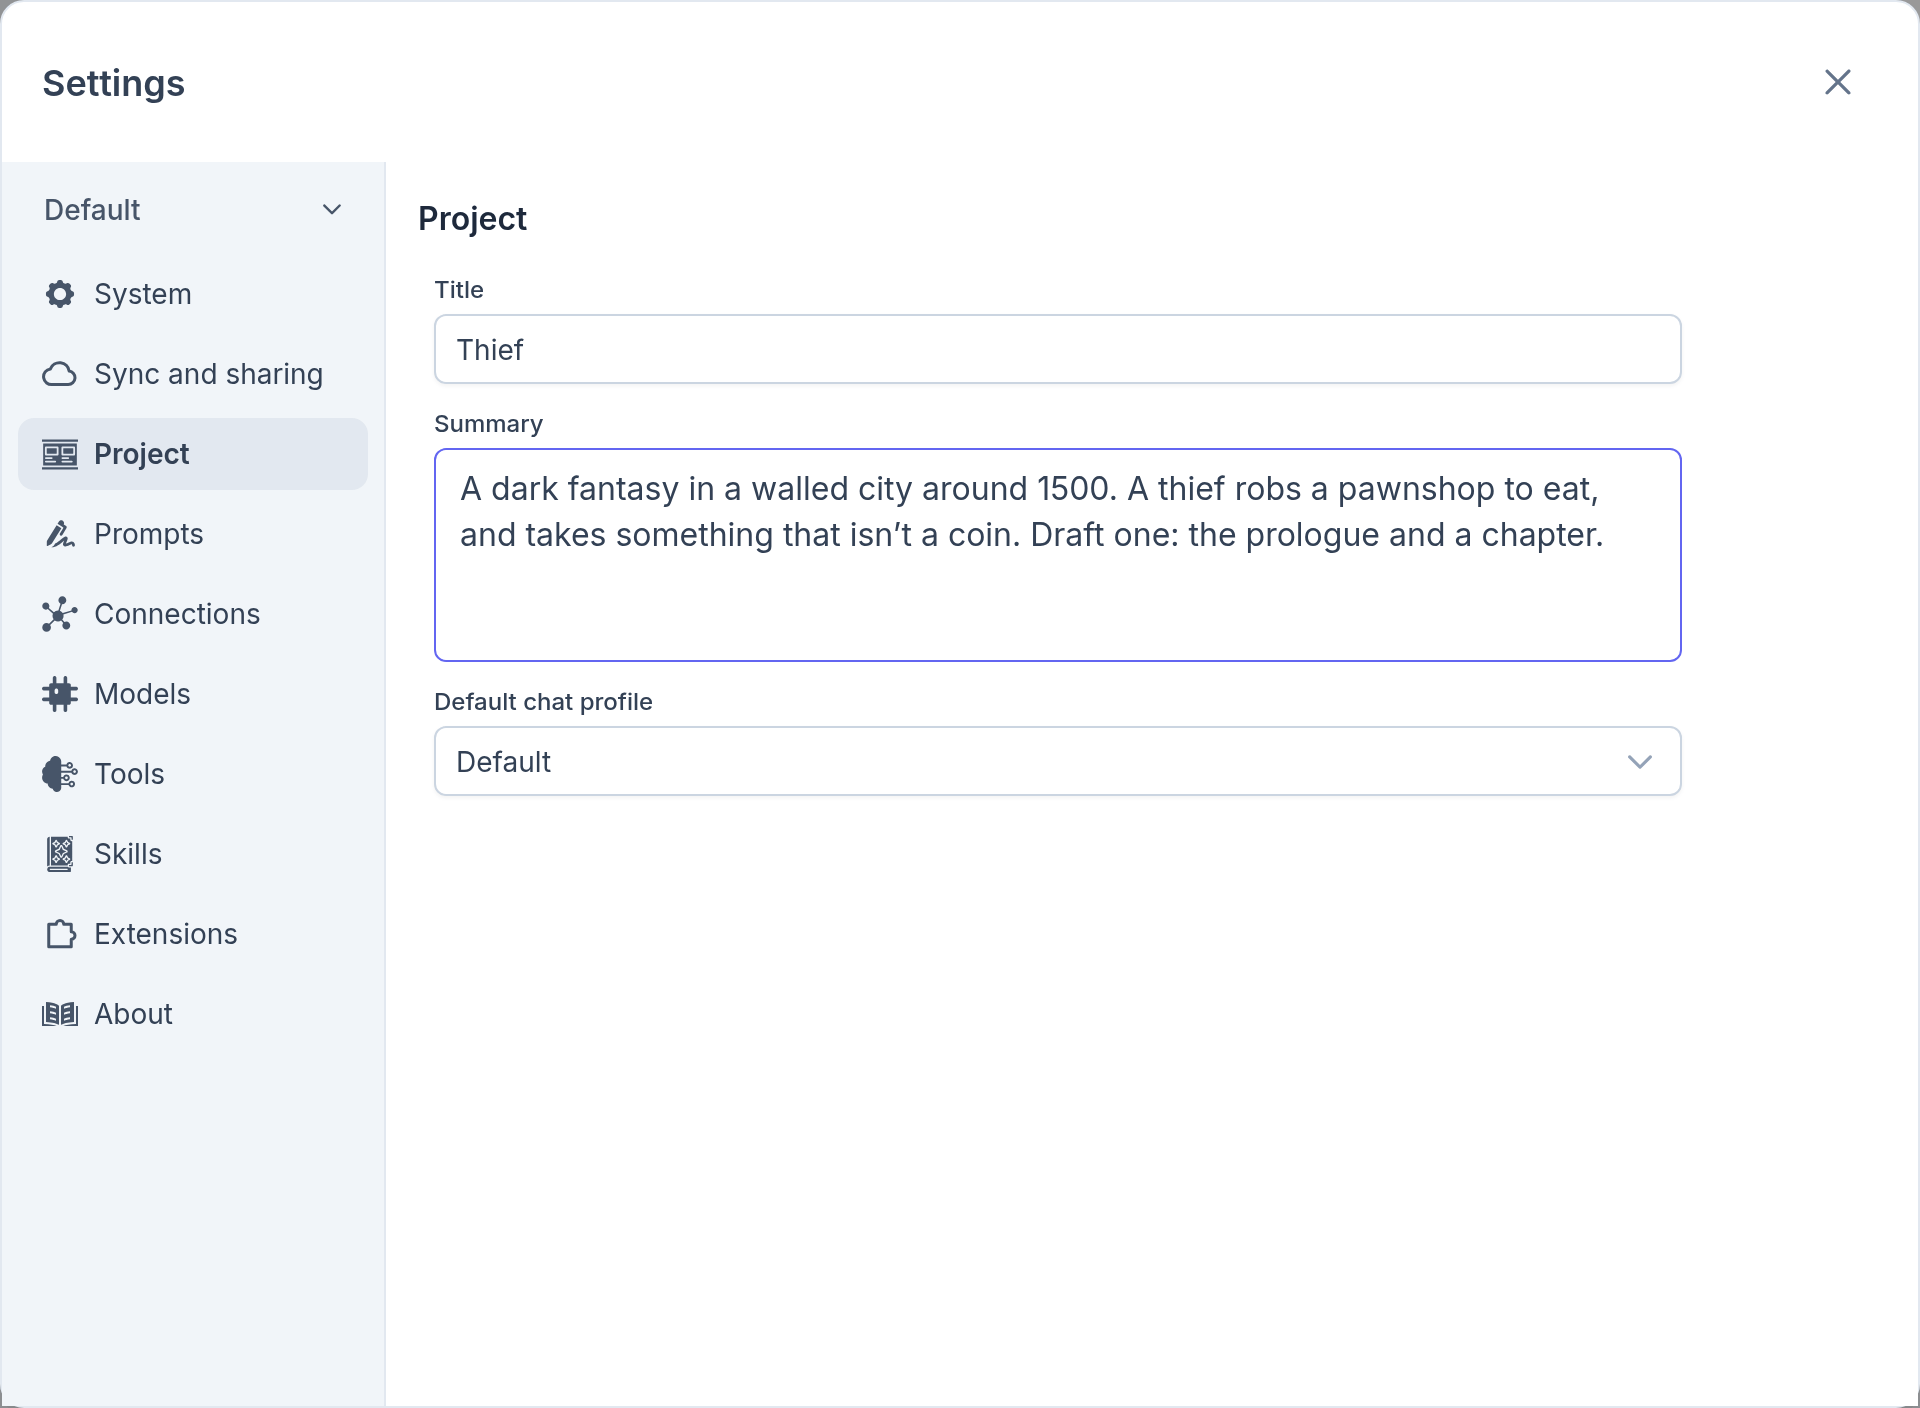 Settings
Default
System
Sync and sharing
Project
Prompts
Connections
Models
Tools
Skills
Extensions
About
Project
Title
Thief
Summary
A dark fantasy in a walled city around 1500. A thief robs a pawnshop to eat,
and takes something that isn’t a coin. Draft one: the prologue and a chapter.
Default chat profile
Default